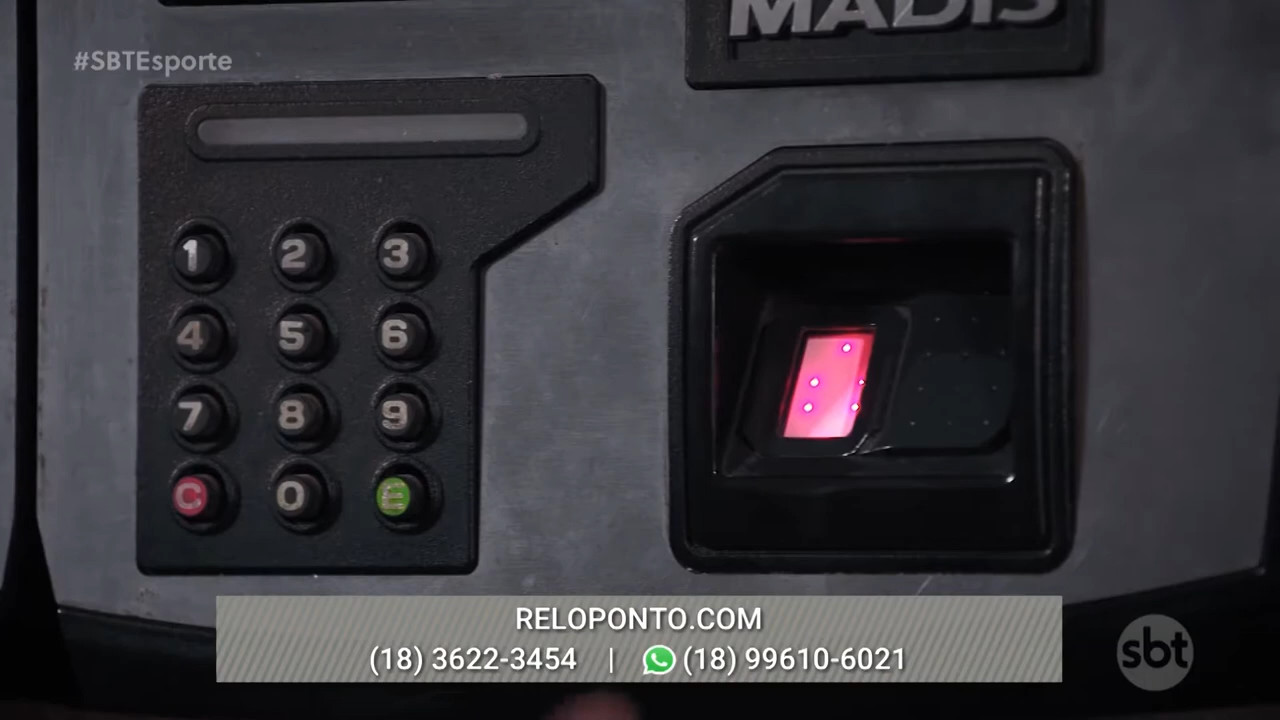 MADIS
#SBTEsporte
1 2 3
4 5 6
7 8 9
C 0 E
RELOPONTO.COM
(18) 3622-3454 | (18) 99610-6021
sbt